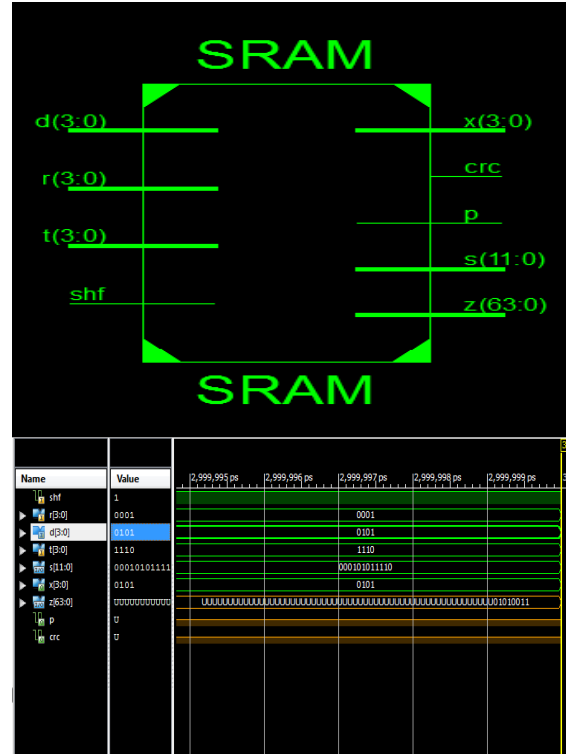 SRAM
d(3:0) x(3:0)
crc
r(3:0)
p
t(3:0)
s(11:0)
shf
z(63:0)
SRAM
Name Value 2,999,995 ps 2,999,996 ps 2,999,997 ps 2,999,998 ps 2,999,999 ps
shf 1
r[3:0] 0001 0001
d[3:0] 0101 0101
t[3:0] 1110 1110
s[11:0] 00010101111 000101011110
x[3:0] 0101 0101
z[63:0] UUUUUUUUUUU UUUUUUUUUUUUUUUUUUUUUUUUUUUUUUUUUUUUUUUUUUUUUUUUUUUUUUUU01010011
p U
crc U